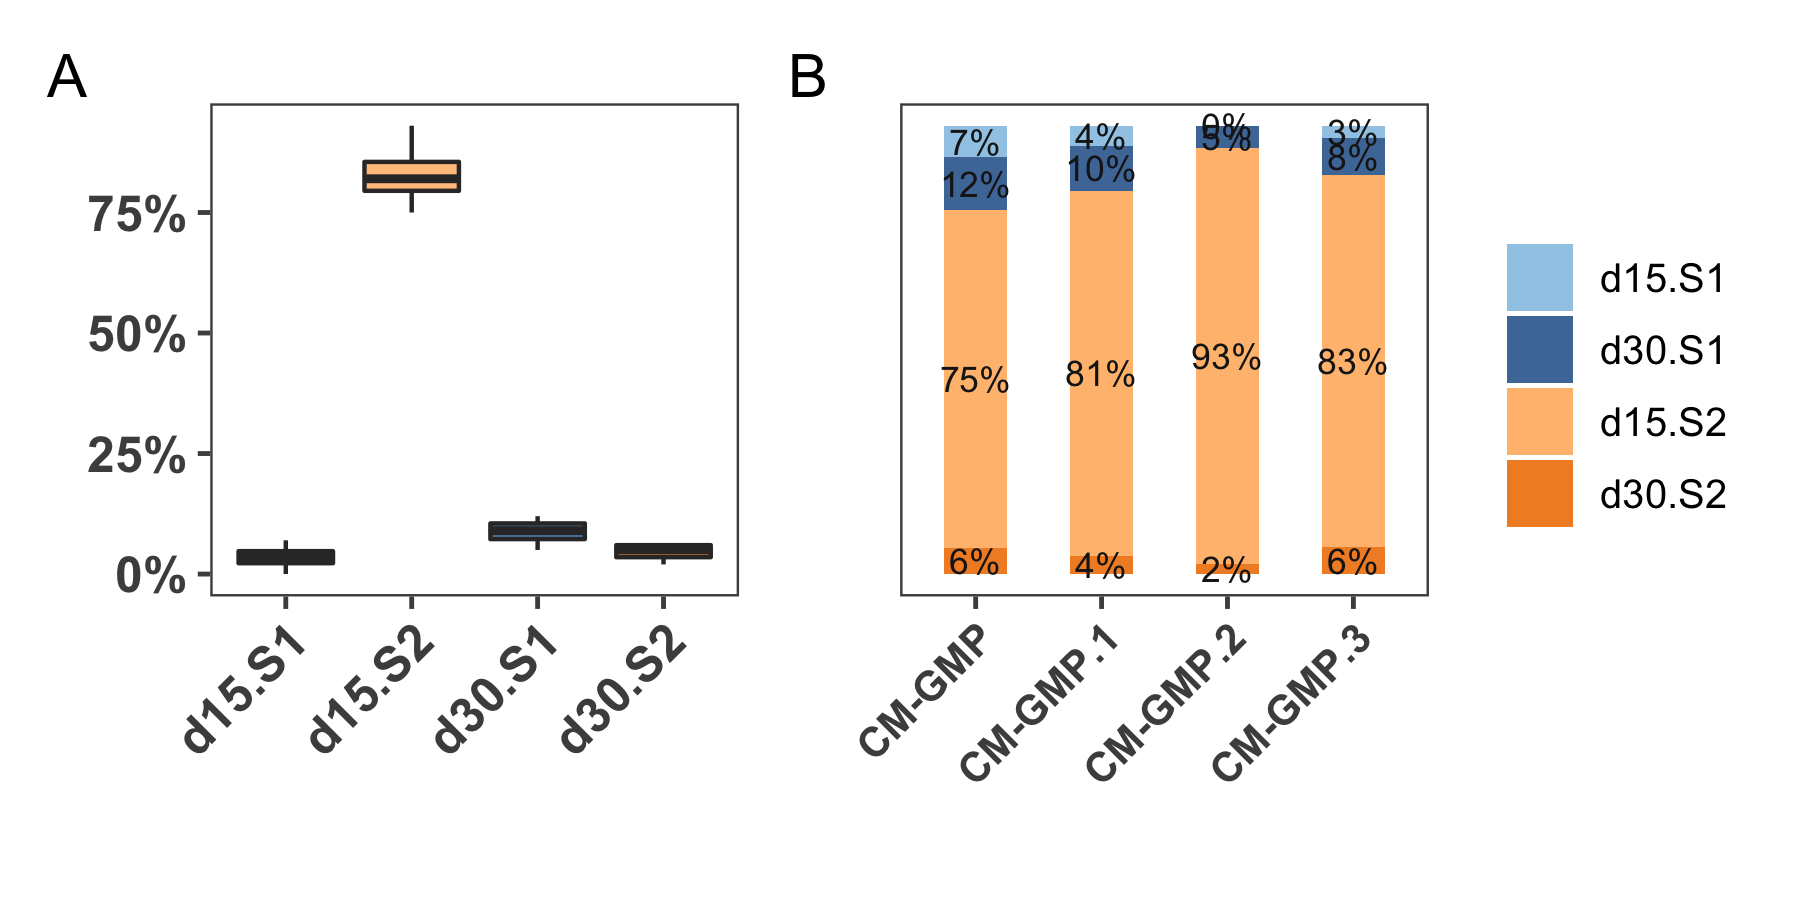 A
75%
50%
25%
0%
d15.S1
d15.S2
d30.S1
d30.S2
B
7%
12%
75%
6%
4%
10%
81%
4%
0%
5%
93%
2%
3%
8%
83%
6%
CM-GMP
CM-GMP.1
CM-GMP.2
CM-GMP.3
d15.S1
d30.S1
d15.S2
d30.S2